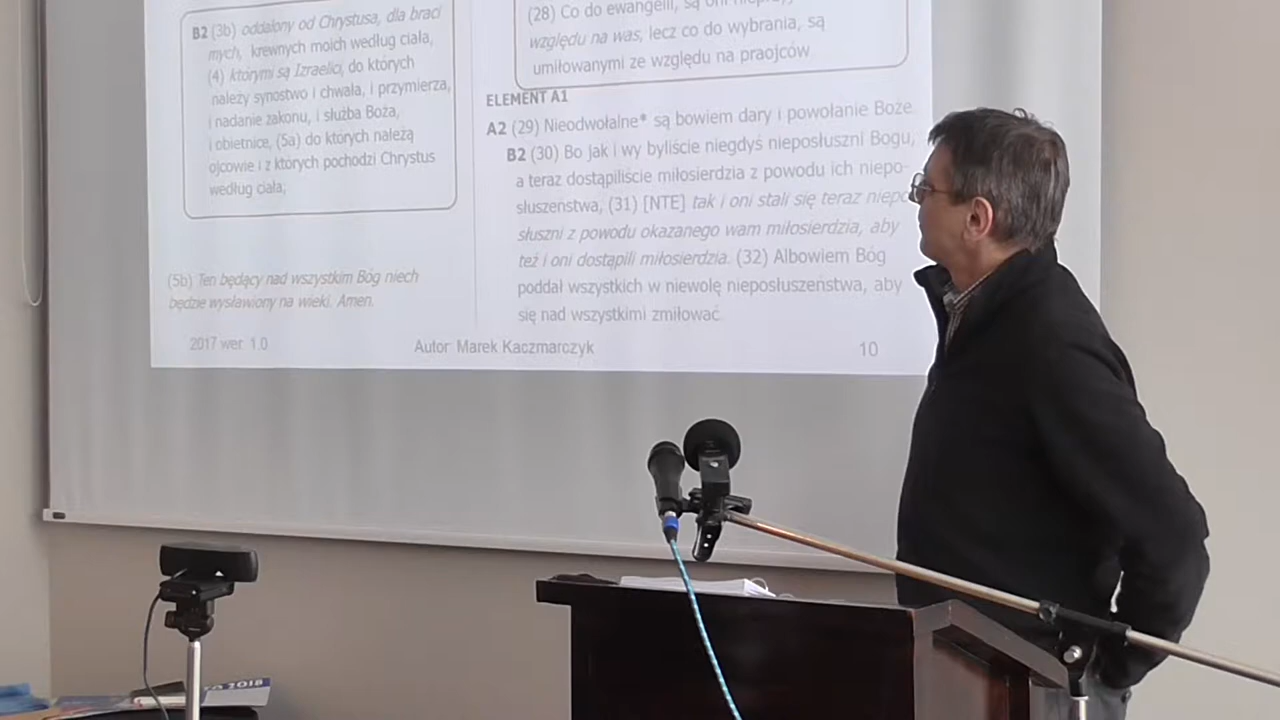 B2 (3b) oddalony od Chrystusa, dla braci
mych, krewnych moich według ciała,
(4) którymi są Izraelici, do których
należy synostwo i chwała, i przymierza,
i nadanie zakonu, i służba Boża,
i obietnice, (5a) do których należą
ojcowie i z których pochodzi Chrystus
według ciała;
(5b) Ten będący nad wszystkim Bóg niech
będzie wysławiony na wieki. Amen.
(28) Co do ewangelii, są oni
względu na was, lecz co do wybrania, są
umiłowanymi ze względu na praojców
ELEMENT A1
A2 (29) Nieodwołalne* są bowiem dary i powołanie Boże.
B2 (30) Bo jak i wy byliście niegdyś nieposłuszni Bogu,
a teraz dostąpiliście miłosierdzia z powodu ich niepo-
słuszeństwa, (31) [NTE] tak i oni stali się teraz niepo
słuszni z powodu okazanego wam miłosierdzia, aby
też i oni dostąpili miłosierdzia. (32) Albowiem Bóg
poddał wszystkich w niewolę nieposłuszeństwa, aby
się nad wszystkimi zmiłować.
2017 wer. 1.0
Autor: Marek Kaczmarczyk
10
2018